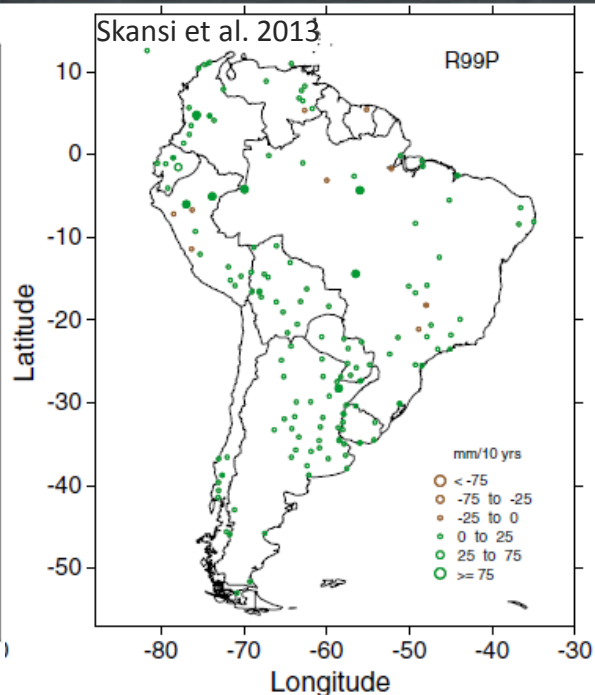 Skansi et al. 2013
R99P
10
0
-10
-20
-30
-40
-50
Latitude
mm/10 yrs
< -75
-75 to -25
-25 to 0
0 to 25
25 to 75
>= 75
-80 -70 -60 -50 -40 -30
Longitude